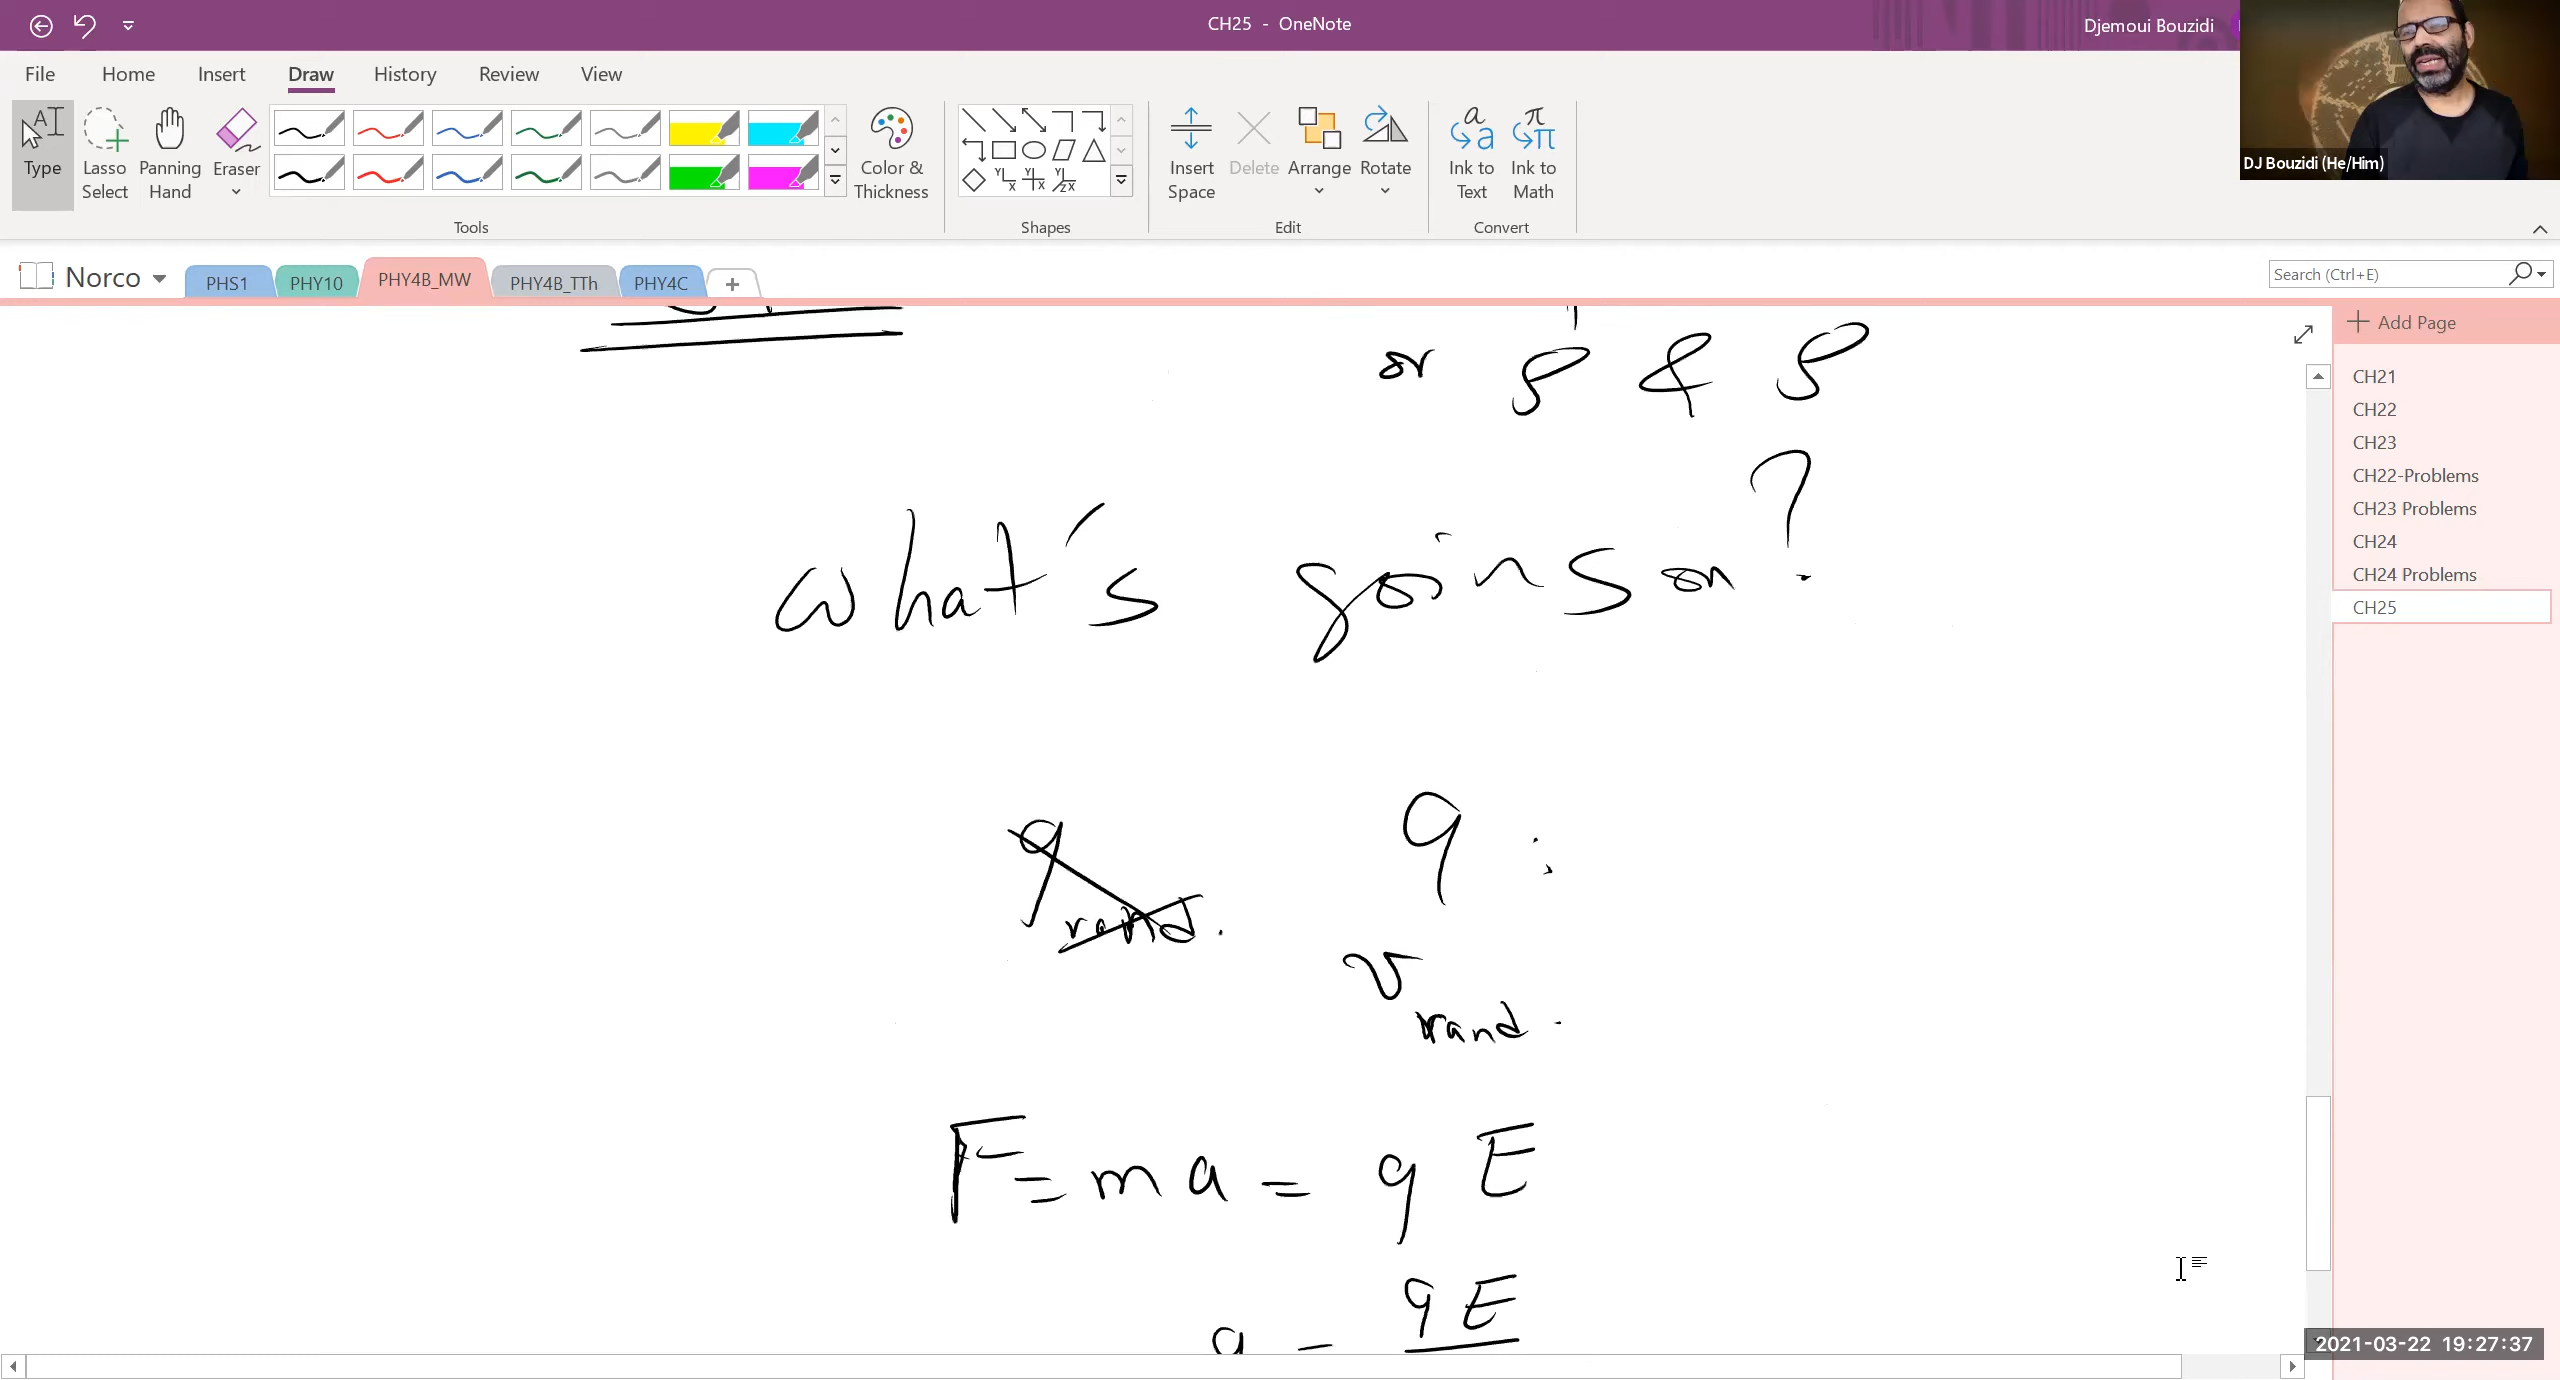 CH25 - OneNote
Djemoui Bouzidi
File Home Insert Draw History Review View
Type
Lasso Select
Panning Hand
Eraser
Color & Thickness
Insert Space
Delete
Arrange
Rotate
Ink to Text
Ink to Math
Tools
Shapes
Edit
Convert
DJ Bouzidi (He/Him)
Norco PHS1 PHY10 PHY4B_MW PHY4B_TTh PHY4C +
Search (Ctrl+E)
Add Page
CH21
CH22
CH23
CH22-Problems
CH23 Problems
CH24
CH24 Problems
CH25
or ρ & ρ
what's going on ?
q rand. q :
v rand.
F = m a = q E
a = q E
2021-03-22 19:27:37